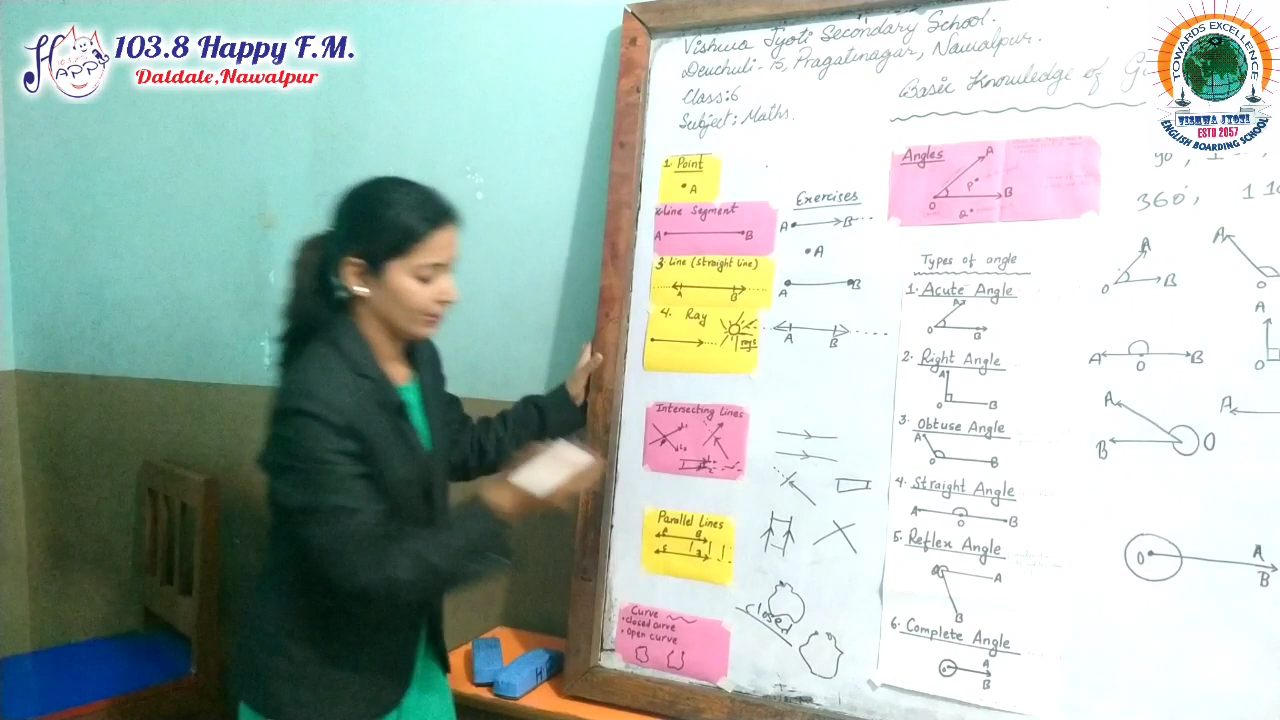 103.8 Happy F.M.
Daldale,Nawalpur
HAPPY
TOWARDS EXCELLENCE
VISHWA JYOTI
ESTD 2057
ENGLISH BOARDING SCHOOL
Vishwa Jyoti Secondary School.
Pragatinagar, Nawalpur.
Class:6
Subject: Maths.
Basic Knowledge of
1. Point
A
Line Segment
A B
3. Line (straight line)
A B
4. Ray
rays
Intersecting Lines
Parallel Lines
Curve
• closed curve
• open curve
Exercises
A B
A
A B
A B
closed
Angles
A
P
O B
Q
Types of angle
1. Acute Angle
A
O B
2. Right Angle
A
O B
3. Obtuse Angle
A
O B
4. Straight Angle
A O B
5. Reflex Angle
A
B
6. Complete Angle
O A
B
360°,
A
O B
A
O
A O B
A
O
A
B O
A
O A
B